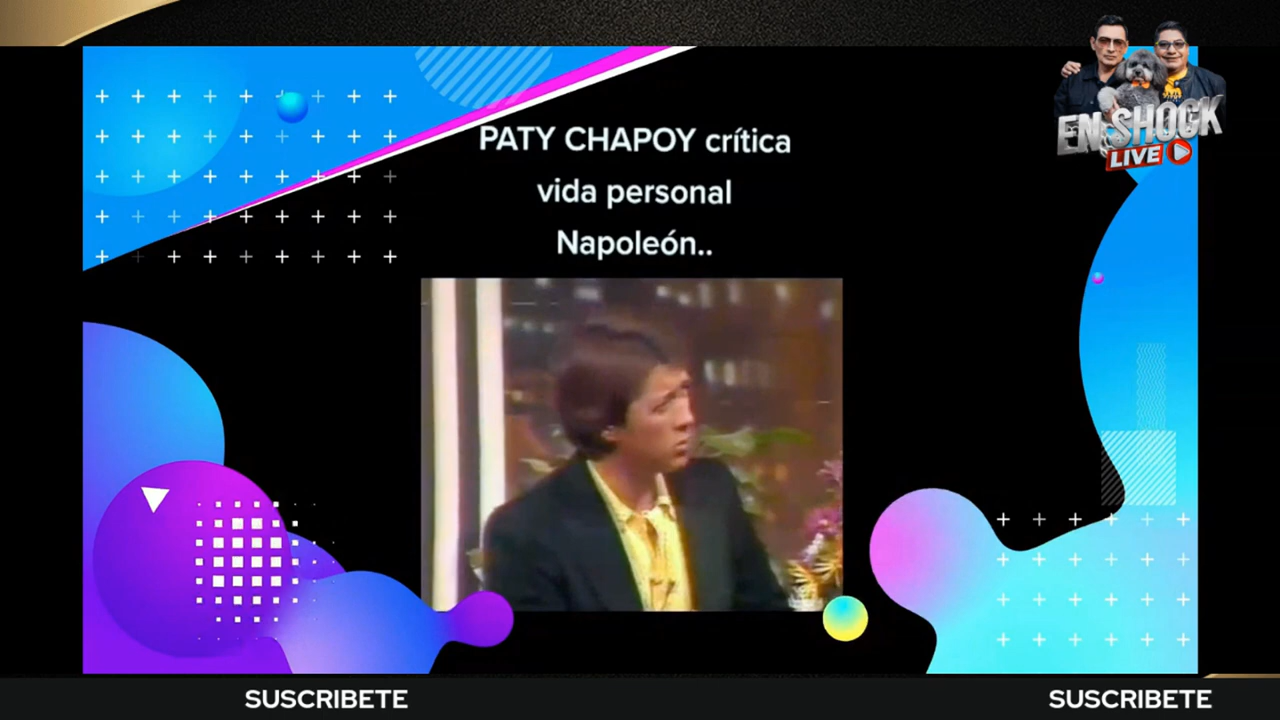 EN SHOCK
LIVE
PATY CHAPOY crítica
vida personal
Napoleón..
SUSCRIBETE
SUSCRIBETE